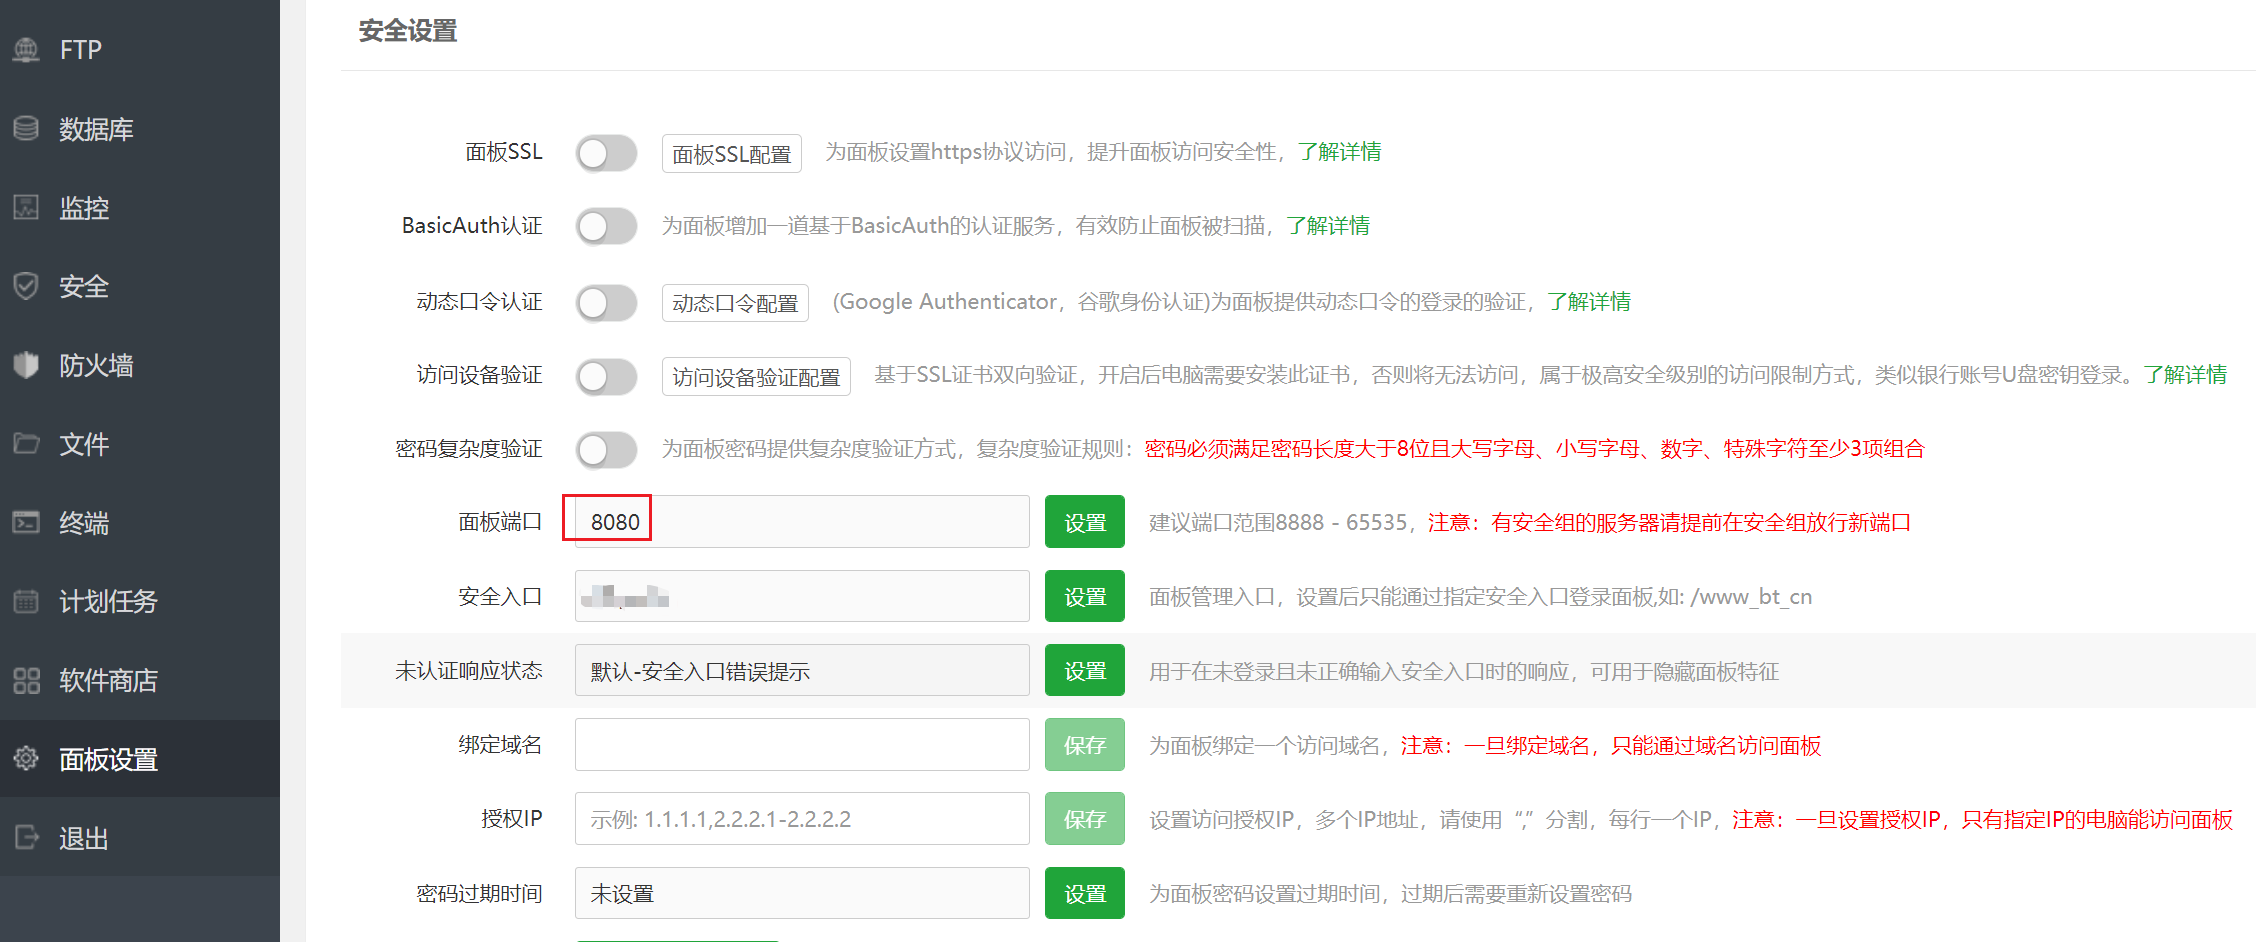 FTP
数据库
监控
安全
防火墙
文件
终端
计划任务
软件商店
面板设置
退出
安全设置
面板SSL 面板SSL配置 为面板设置https协议访问，提升面板访问安全性，了解详情
BasicAuth认证 为面板增加一道基于BasicAuth的认证服务，有效防止面板被扫描，了解详情
动态口令认证 动态口令配置 (Google Authenticator，谷歌身份认证)为面板提供动态口令的登录的验证，了解详情
访问设备验证 访问设备验证配置 基于SSL证书双向验证，开启后电脑需要安装此证书，否则将无法访问，属于极高安全级别的访问限制方式，类似银行账号U盘密钥登录。了解详情
密码复杂度验证 为面板密码提供复杂度验证方式，复杂度验证规则：密码必须满足密码长度大于8位且大写字母、小写字母、数字、特殊字符至少3项组合
面板端口 8080 设置 建议端口范围8888 - 65535，注意：有安全组的服务器请提前在安全组放行新端口
安全入口 设置 面板管理入口，设置后只能通过指定安全入口登录面板,如: /www_bt_cn
未认证响应状态 默认-安全入口错误提示 设置 用于在未登录且未正确输入安全入口时的响应，可用于隐藏面板特征
绑定域名 保存 为面板绑定一个访问域名，注意：一旦绑定域名，只能通过域名访问面板
授权IP 示例: 1.1.1.1,2.2.2.1-2.2.2.2 保存 设置访问授权IP，多个IP地址，请使用“,”分割，每行一个IP，注意：一旦设置授权IP，只有指定IP的电脑能访问面板
密码过期时间 未设置 设置 为面板密码设置过期时间，过期后需要重新设置密码